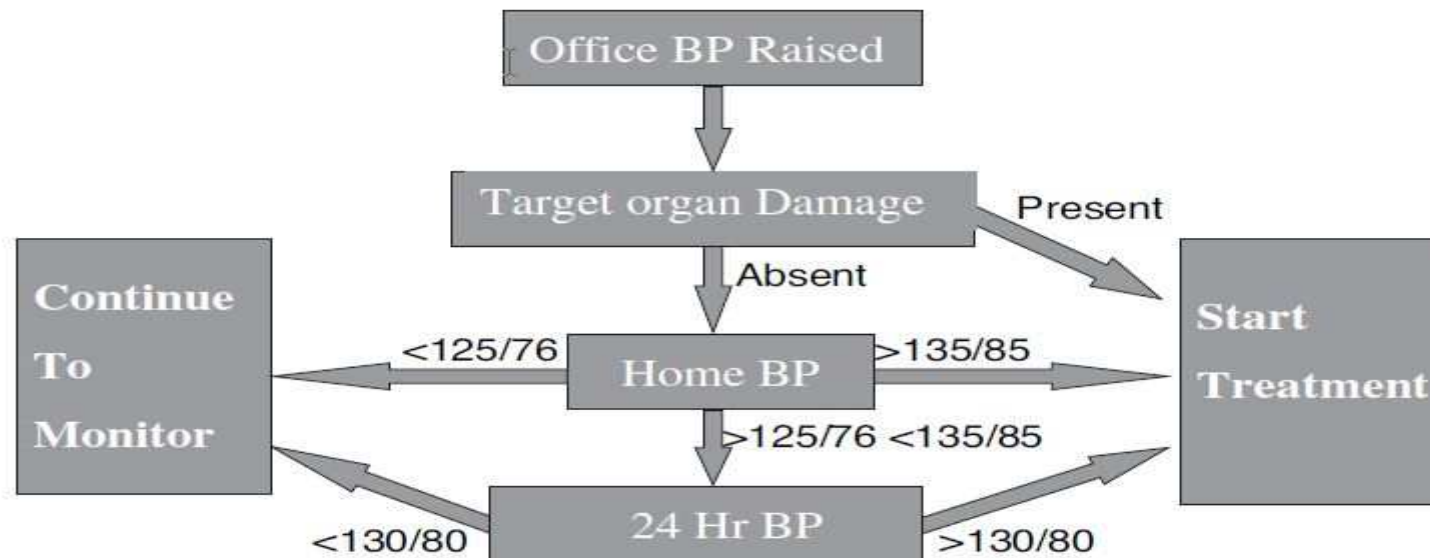 Office BP Raised
Target organ Damage
Present
Absent
Continue
To
Monitor
<125/76
Home BP
>135/85
Start
Treatment
>125/76 <135/85
24 Hr BP
<130/80
>130/80